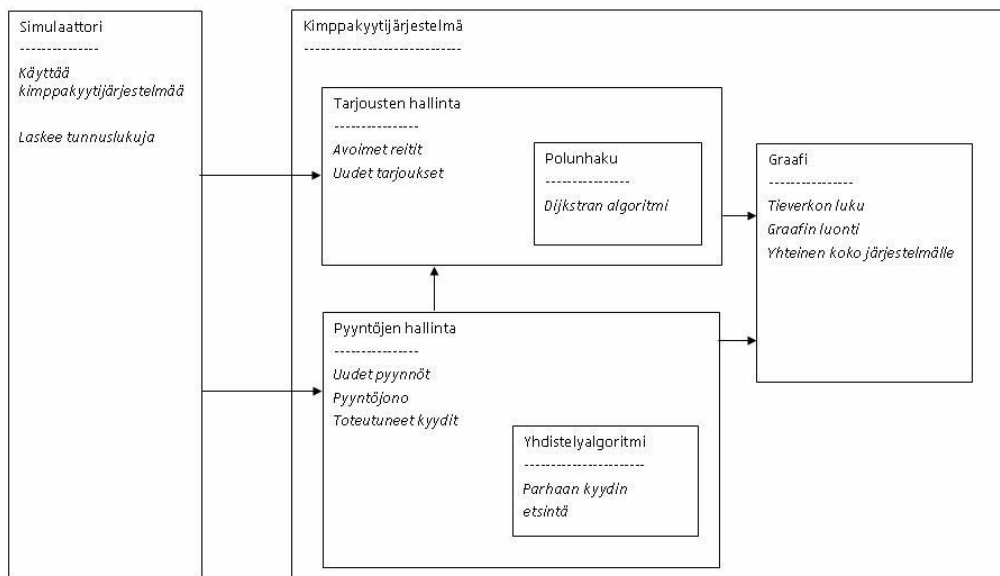 Simulaattori
---------------
Käyttää
kimppakyytijärjestelmää
Laskee tunnuslukuja
Kimppakyytijärjestelmä
------------------------------
Tarjousten hallinta
----------------
Avoimet reitit
Uudet tarjoukset
Polunhaku
----------------
Dijkstran algoritmi
Graafi
----------------
Tieverkon luku
Graafin luonti
Yhteinen koko järjestelmälle
Pyyntöjen hallinta
----------------
Uudet pyynnöt
Pyyntöjono
Toteutuneet kyydit
Yhdistelyalgoritmi
-----------------------
Parhaan kyydin
etsintä